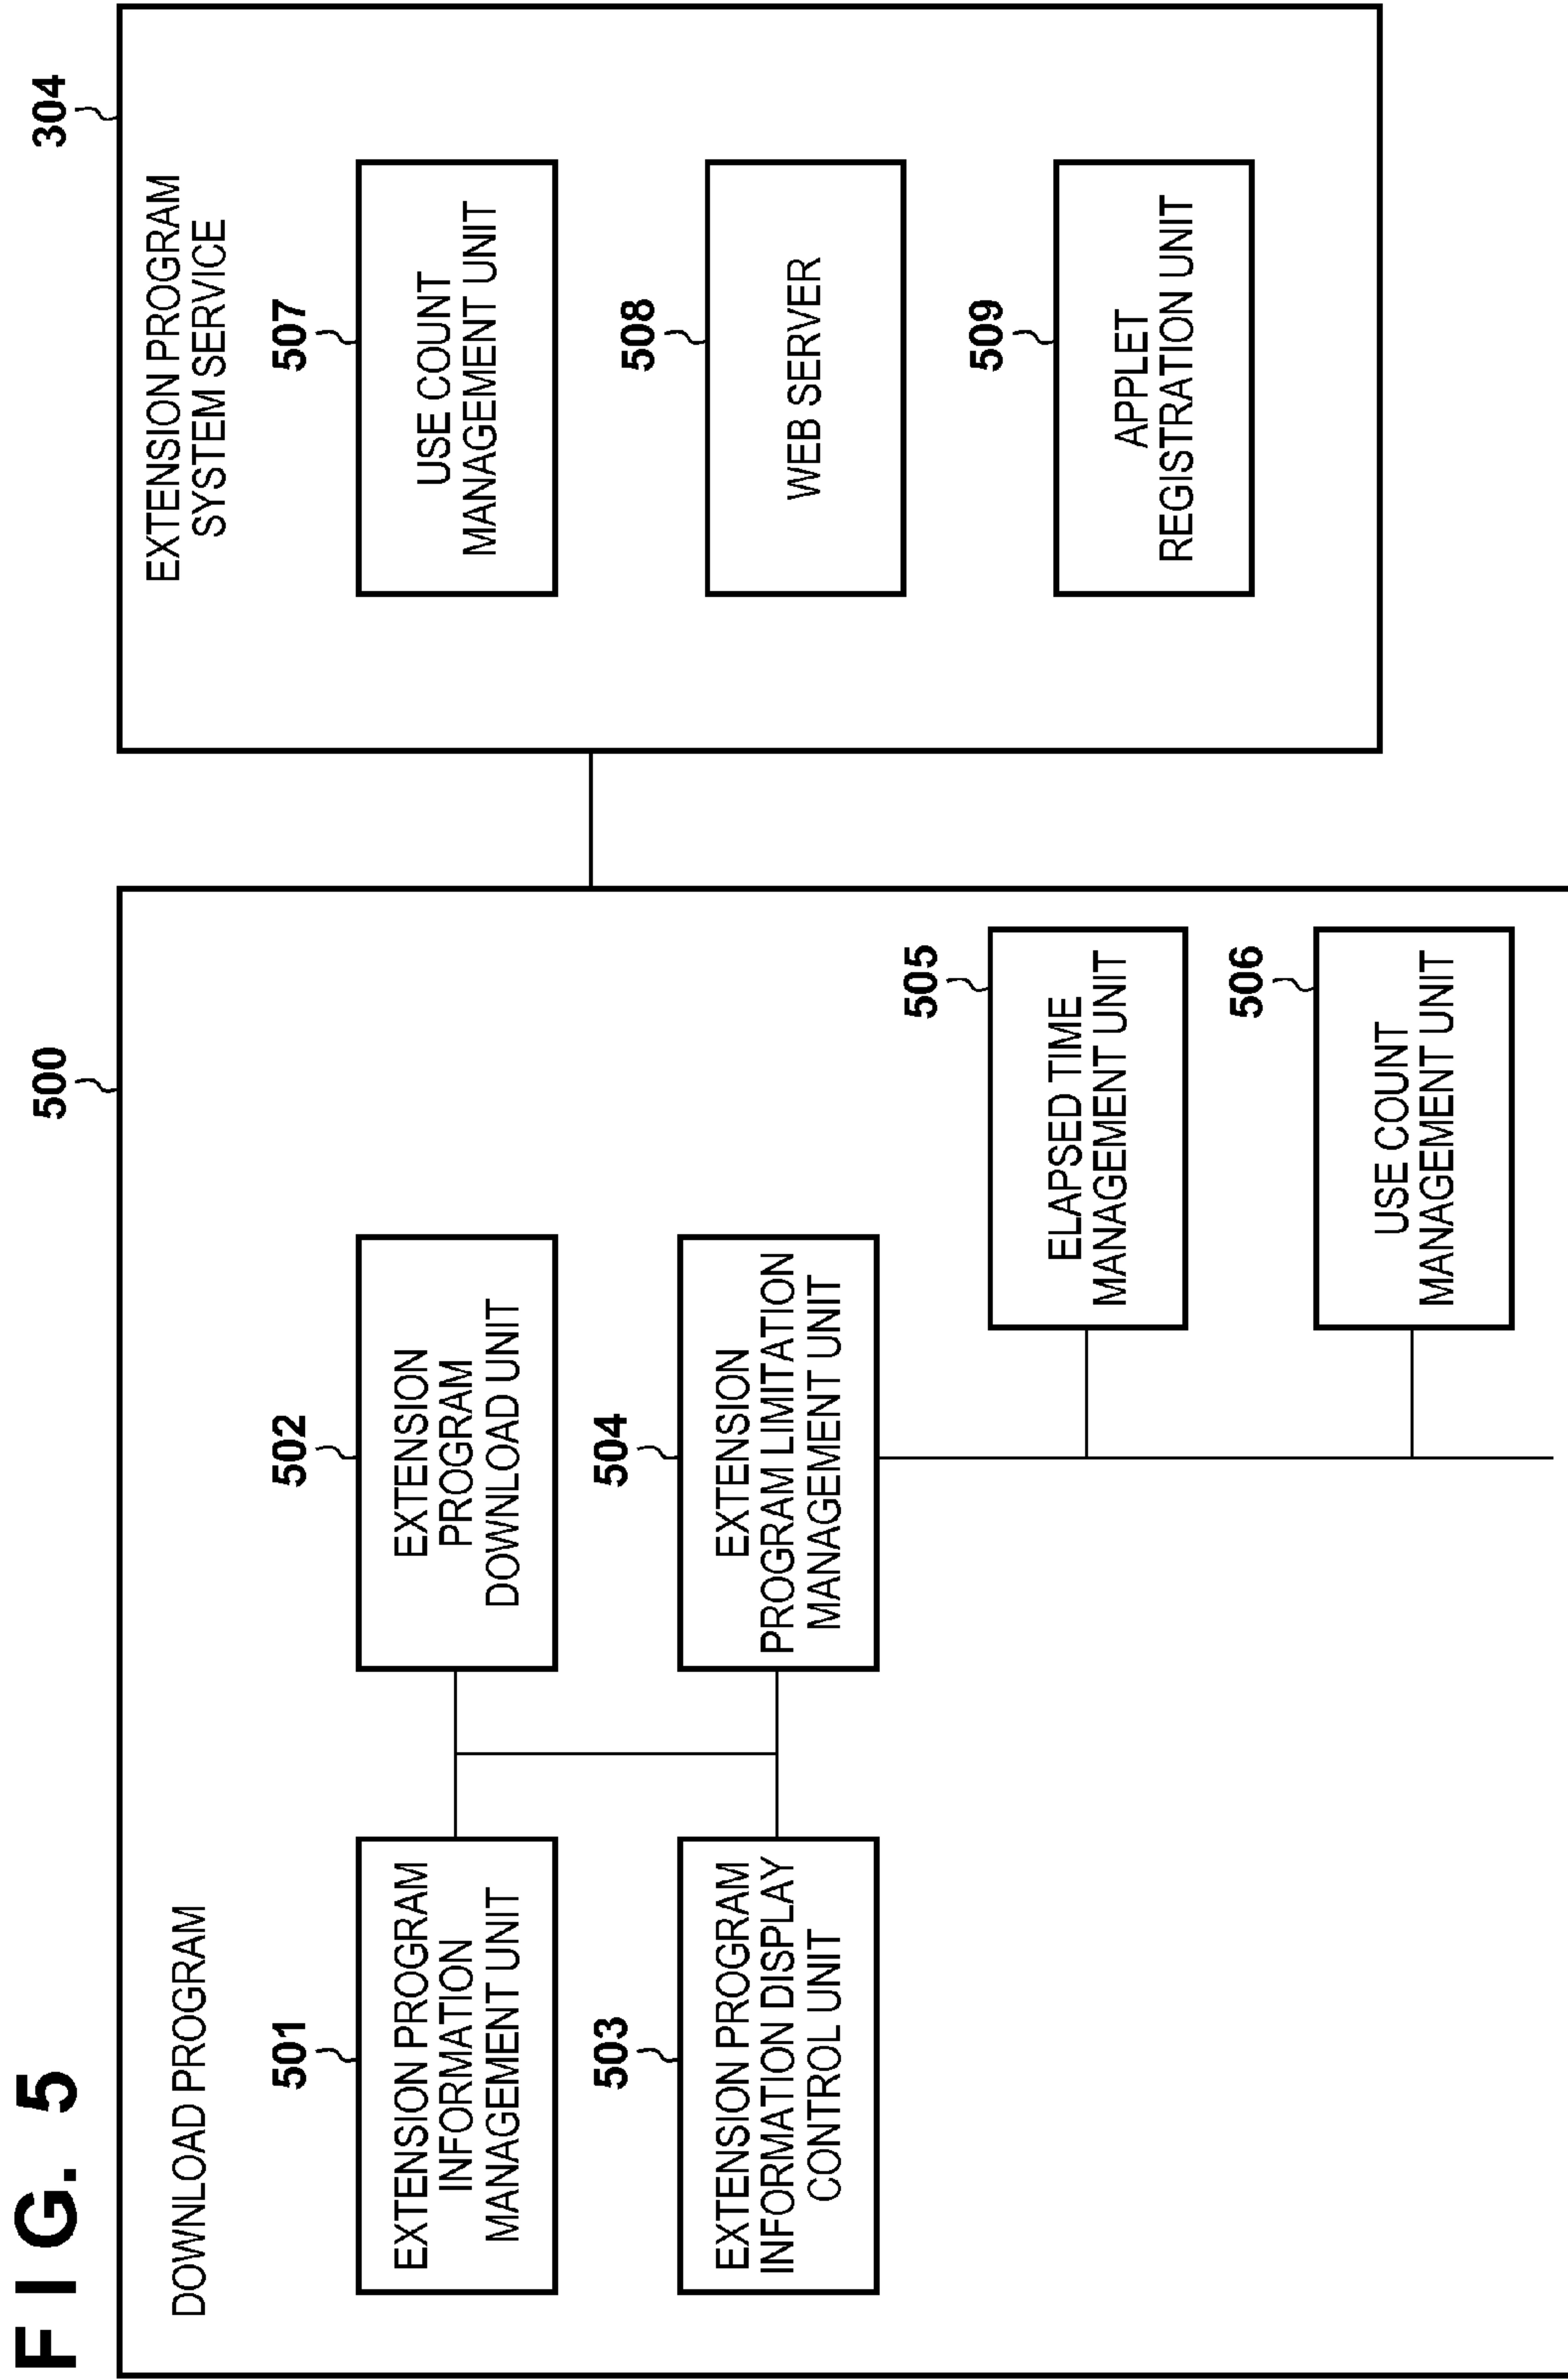 FIG. 5
500
DOWNLOAD PROGRAM
501
EXTENSION PROGRAM
INFORMATION
MANAGEMENT UNIT
502
EXTENSION
PROGRAM
DOWNLOAD UNIT
503
EXTENSION PROGRAM
INFORMATION DISPLAY
CONTROL UNIT
504
EXTENSION
PROGRAM LIMITATION
MANAGEMENT UNIT
505
ELAPSED TIME
MANAGEMENT UNIT
506
USE COUNT
MANAGEMENT UNIT
304
EXTENSION PROGRAM
SYSTEM SERVICE
507
USE COUNT
MANAGEMENT UNIT
508
WEB SERVER
509
APPLET
REGISTRATION UNIT